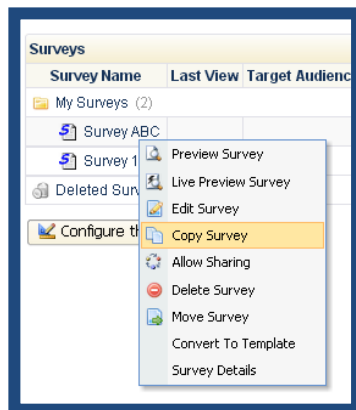 Surveys
Survey Name Last View Target Audienc
My Surveys (2)
Survey ABC
Survey 1
Deleted Surv
Configure th
Preview Survey
Live Preview Survey
Edit Survey
Copy Survey
Allow Sharing
Delete Survey
Move Survey
Convert To Template
Survey Details